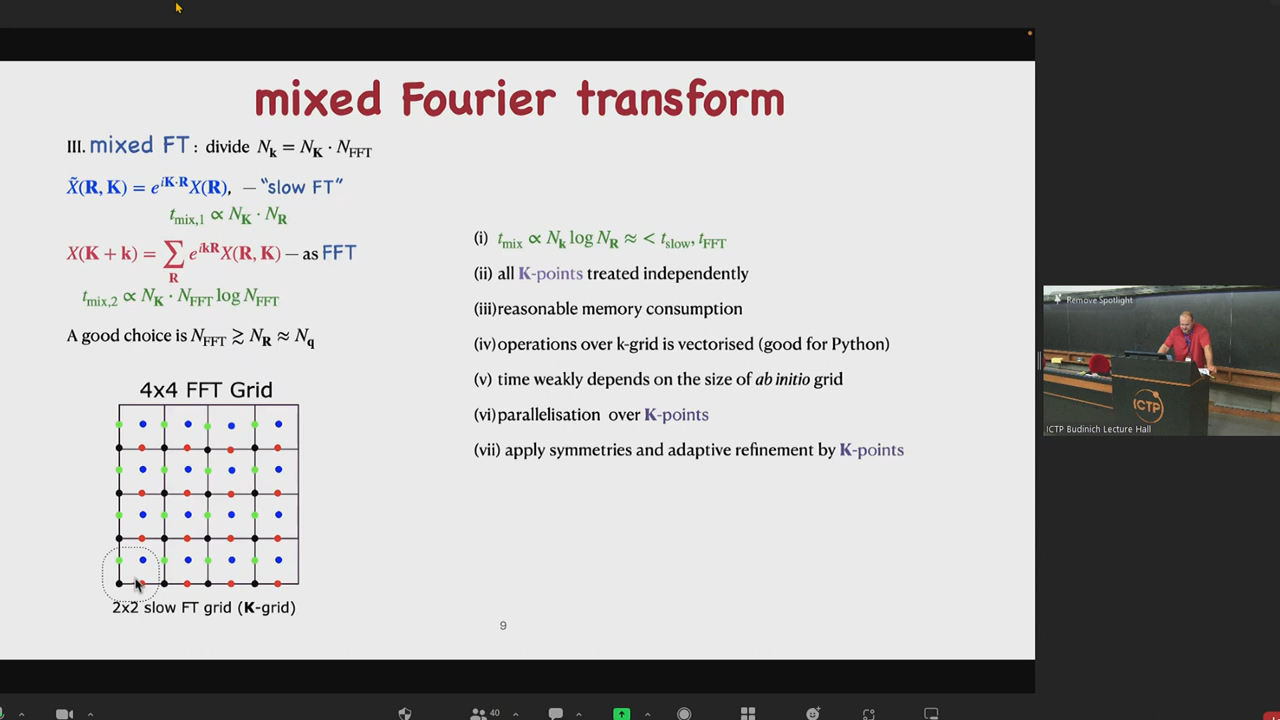 mixed Fourier transform
III. mixed FT : divide N_k = N_K · N_FFT
X̃(R, K) = e^{iK·R}X(R), – "slow FT"
t_mix,1 ∝ N_K · N_R
X(K + k) = ∑_R e^{ikR}X(R, K) – as FFT
t_mix,2 ∝ N_K · N_FFT log N_FFT
A good choice is N_FFT ≳ N_R ≈ N_q
4x4 FFT Grid
2x2 slow FT grid (K-grid)
(i) t_mix ∝ N_k log N_R ≈ < t_slow, t_FFT
(ii) all K-points treated independently
(iii)reasonable memory consumption
(iv)operations over k-grid is vectorised (good for Python)
(v) time weakly depends on the size of ab initio grid
(vi)parallelisation over K-points
(vii) apply symmetries and adaptive refinement by K-points
9
Remove Spotlight
ICTP
ICTP Budinich Lecture Hall
40